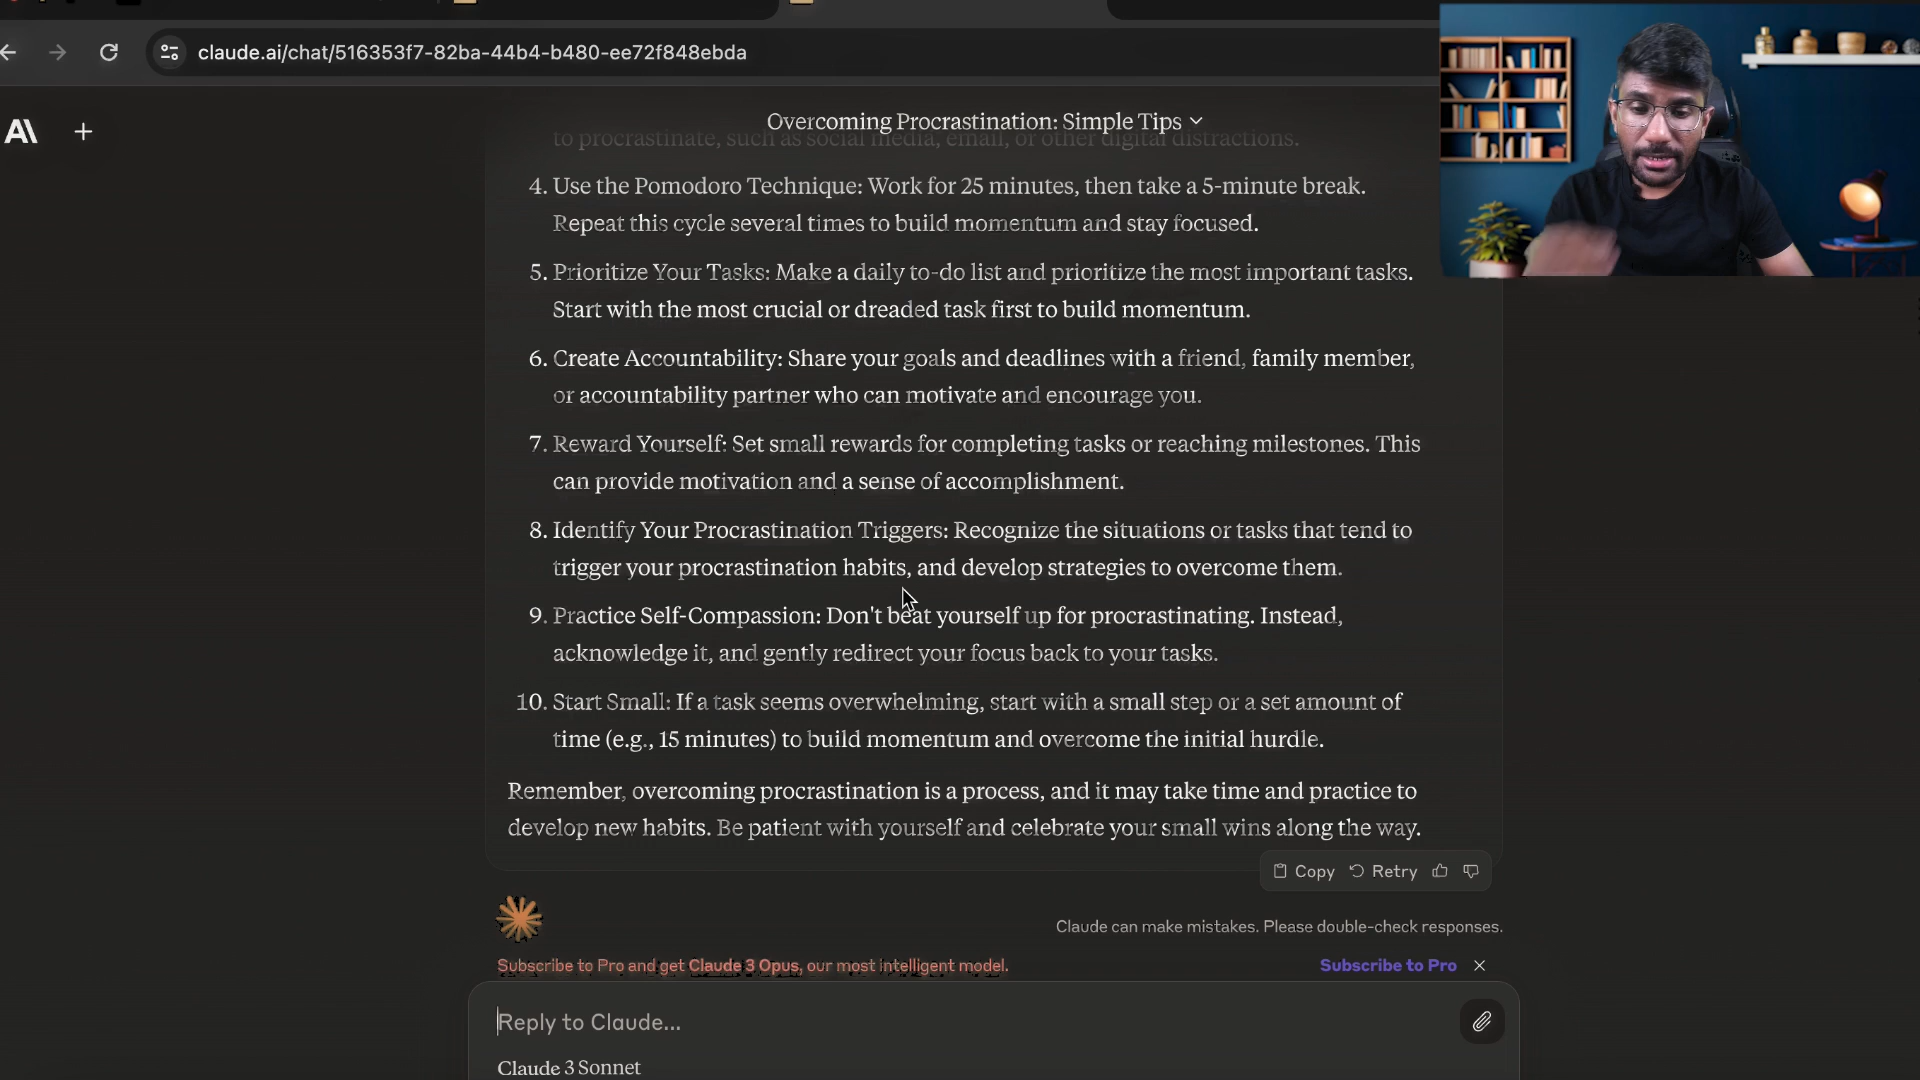 claude.ai/chat/516353f7-82ba-44b4-b480-ee72f848ebda
A\
Overcoming Procrastination: Simple Tips
to procrastinate, such as social media, email, or other digital distractions.
4. Use the Pomodoro Technique: Work for 25 minutes, then take a 5-minute break.
Repeat this cycle several times to build momentum and stay focused.
5. Prioritize Your Tasks: Make a daily to-do list and prioritize the most important tasks.
Start with the most crucial or dreaded task first to build momentum.
6. Create Accountability: Share your goals and deadlines with a friend, family member,
or accountability partner who can motivate and encourage you.
7. Reward Yourself: Set small rewards for completing tasks or reaching milestones. This
can provide motivation and a sense of accomplishment.
8. Identify Your Procrastination Triggers: Recognize the situations or tasks that tend to
trigger your procrastination habits, and develop strategies to overcome them.
9. Practice Self-Compassion: Don't beat yourself up for procrastinating. Instead,
acknowledge it, and gently redirect your focus back to your tasks.
10. Start Small: If a task seems overwhelming, start with a small step or a set amount of
time (e.g., 15 minutes) to build momentum and overcome the initial hurdle.
Remember, overcoming procrastination is a process, and it may take time and practice to
develop new habits. Be patient with yourself and celebrate your small wins along the way.
Copy Retry
Claude can make mistakes. Please double-check responses.
Subscribe to Pro and get Claude 3 Opus, our most intelligent model. Subscribe to Pro
Reply to Claude...
Claude 3 Sonnet